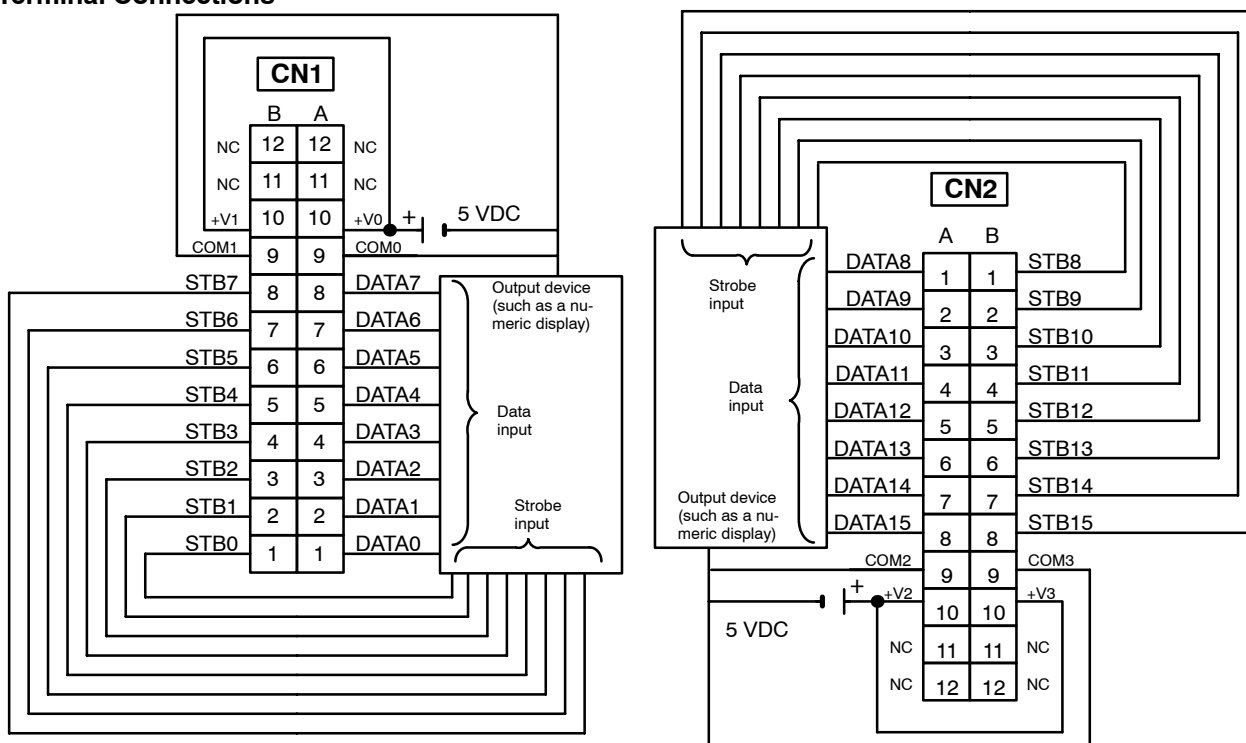 Terminal Connections
CN1
B A
NC 12 12 NC
NC 11 11 NC
+V1 10 10 +V0 + 5 VDC
COM1 9 9 COM0
STB7 8 8 DATA7
STB6 7 7 DATA6
STB5 6 6 DATA5
STB4 5 5 DATA4
STB3 4 4 DATA3
STB2 3 3 DATA2
STB1 2 2 DATA1
STB0 1 1 DATA0
Output device
(such as a nu-
meric display)
Data
input
Strobe
input
CN2
A B
DATA8 1 1 STB8
DATA9 2 2 STB9
DATA10 3 3 STB10
DATA11 4 4 STB11
DATA12 5 5 STB12
DATA13 6 6 STB13
DATA14 7 7 STB14
DATA15 8 8 STB15
COM2 9 9 COM3
+ +V2 10 10 +V3
NC 11 11 NC
NC 12 12 NC
Strobe
input
Data
input
Output device
(such as a nu-
meric display)
5 VDC